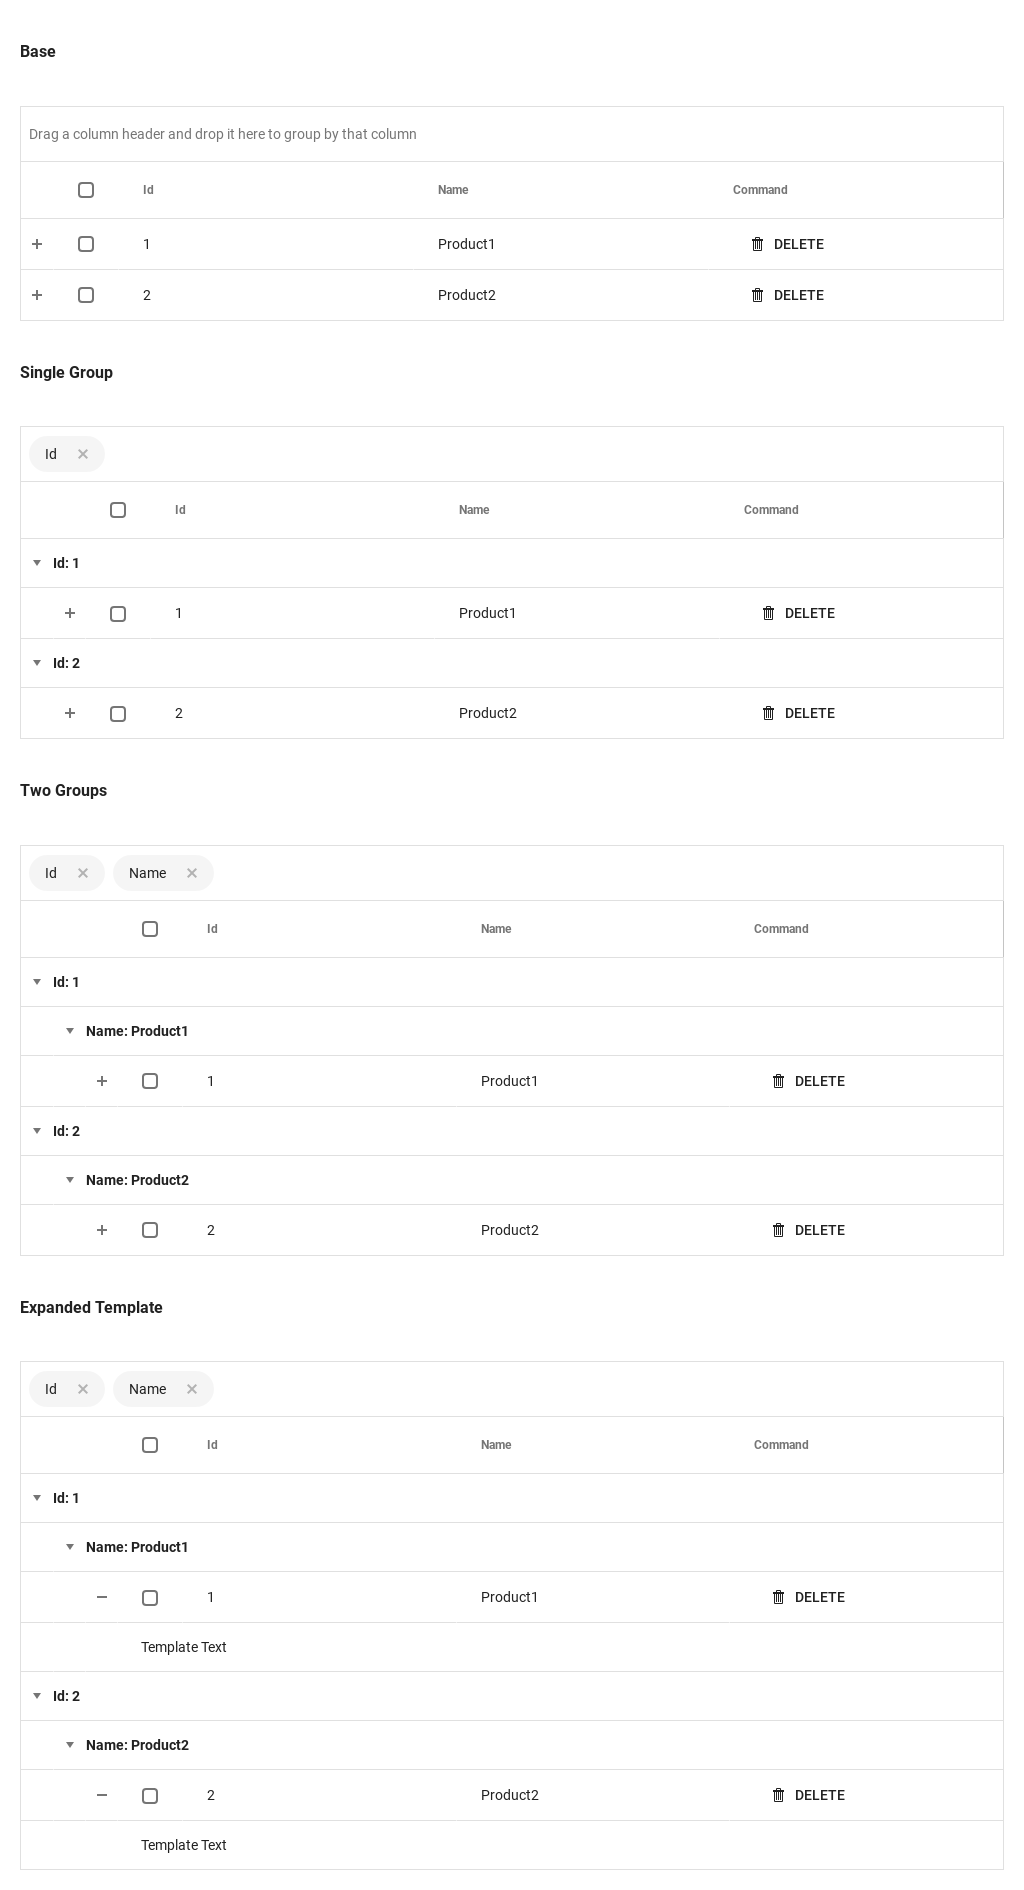 Base
Drag a column header and drop it here to group by that column
Id Name Command
1 Product1 DELETE
2 Product2 DELETE
Single Group
Id
Id Name Command
Id: 1
1 Product1 DELETE
Id: 2
2 Product2 DELETE
Two Groups
Id Name
Id Name Command
Id: 1
Name: Product1
1 Product1 DELETE
Id: 2
Name: Product2
2 Product2 DELETE
Expanded Template
Id Name
Id Name Command
Id: 1
Name: Product1
1 Product1 DELETE
Template Text
Id: 2
Name: Product2
2 Product2 DELETE
Template Text